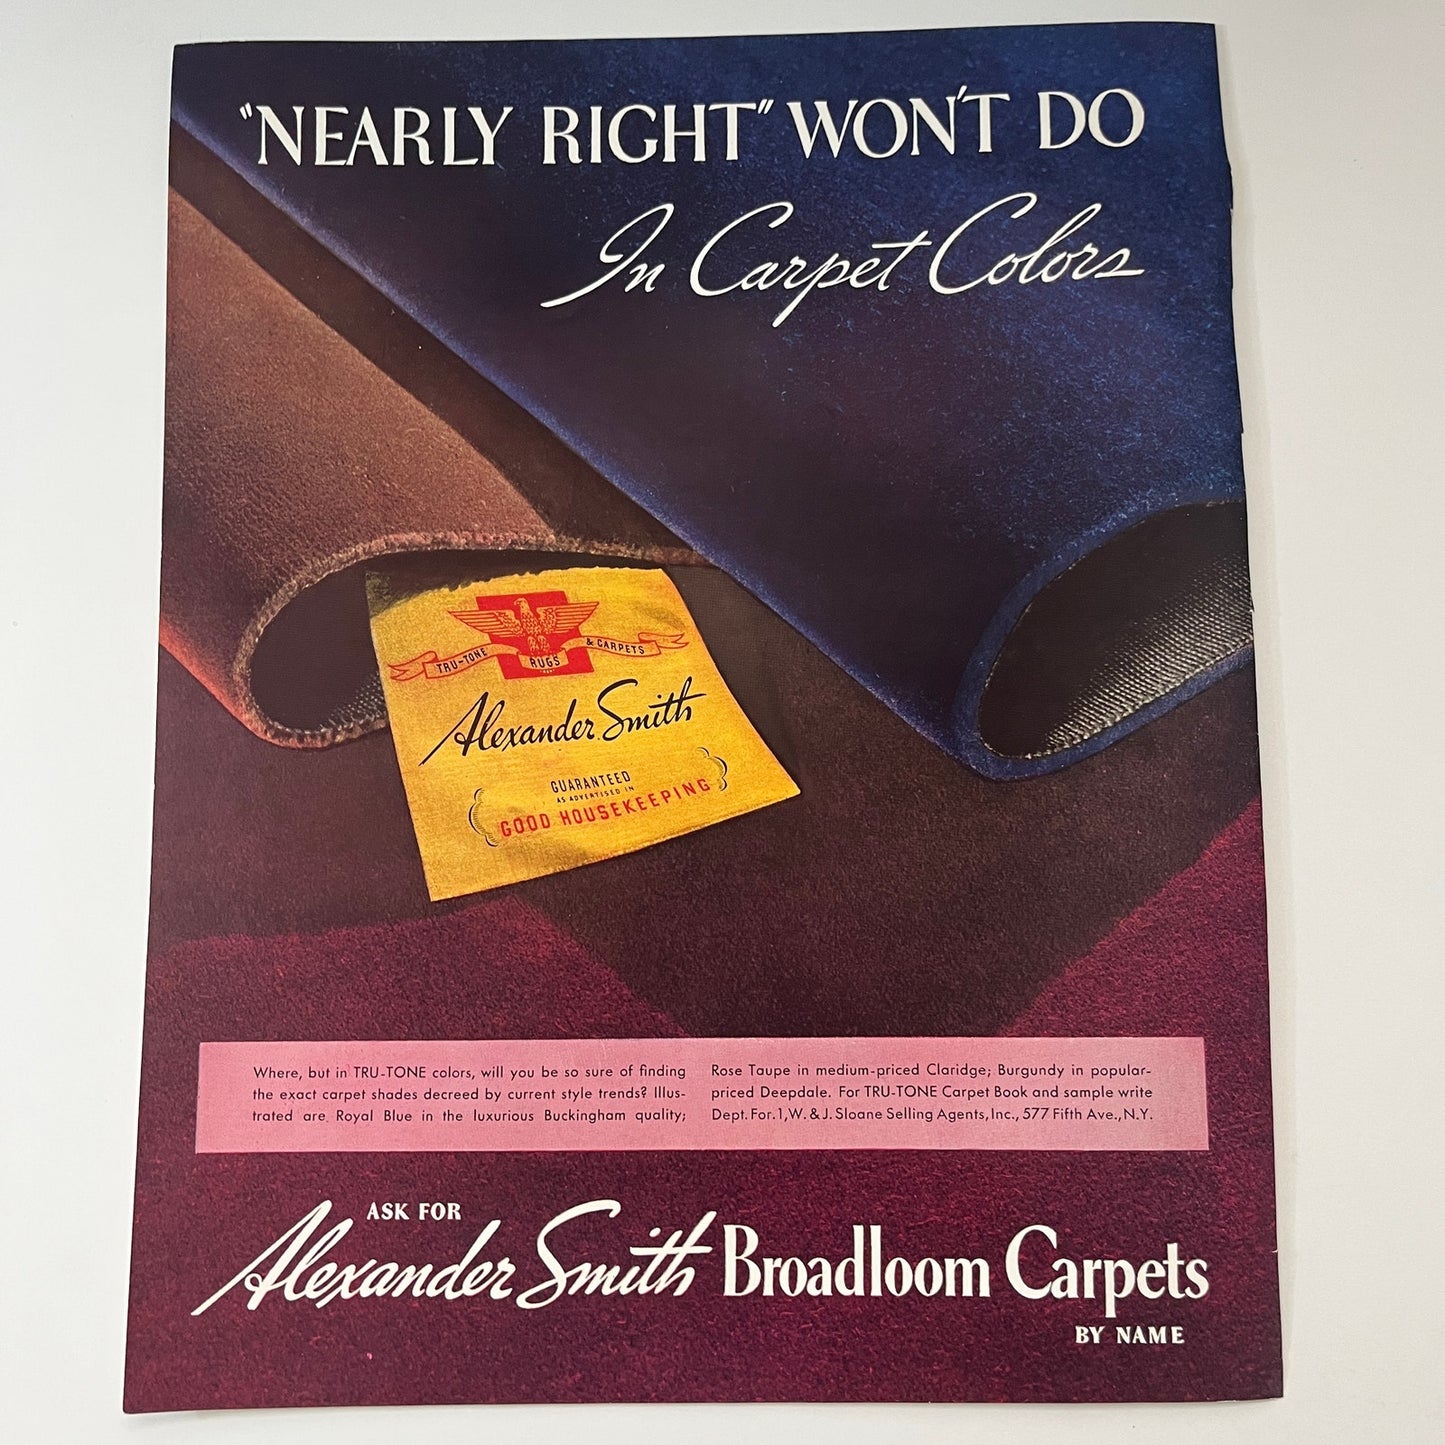 "NEARLY RIGHT" WON'T DO
In Carpet Colors
TRU-TONE RUGS & CARPETS
Alexander Smith
GUARANTEED
AS ADVERTISED IN
GOOD HOUSEKEEPING
Where, but in TRU-TONE colors, will you be so sure of finding
the exact carpet shades decreed by current style trends? Illus-
trated are Royal Blue in the luxurious Buckingham quality;
Rose Taupe in medium-priced Claridge; Burgundy in popular-
priced Deepdale. For TRU-TONE Carpet Book and sample write
Dept. For. 1, W. & J. Sloane Selling Agents, Inc., 577 Fifth Ave., N.Y.
ASK FOR
Alexander Smith Broadloom Carpets
BY NAME